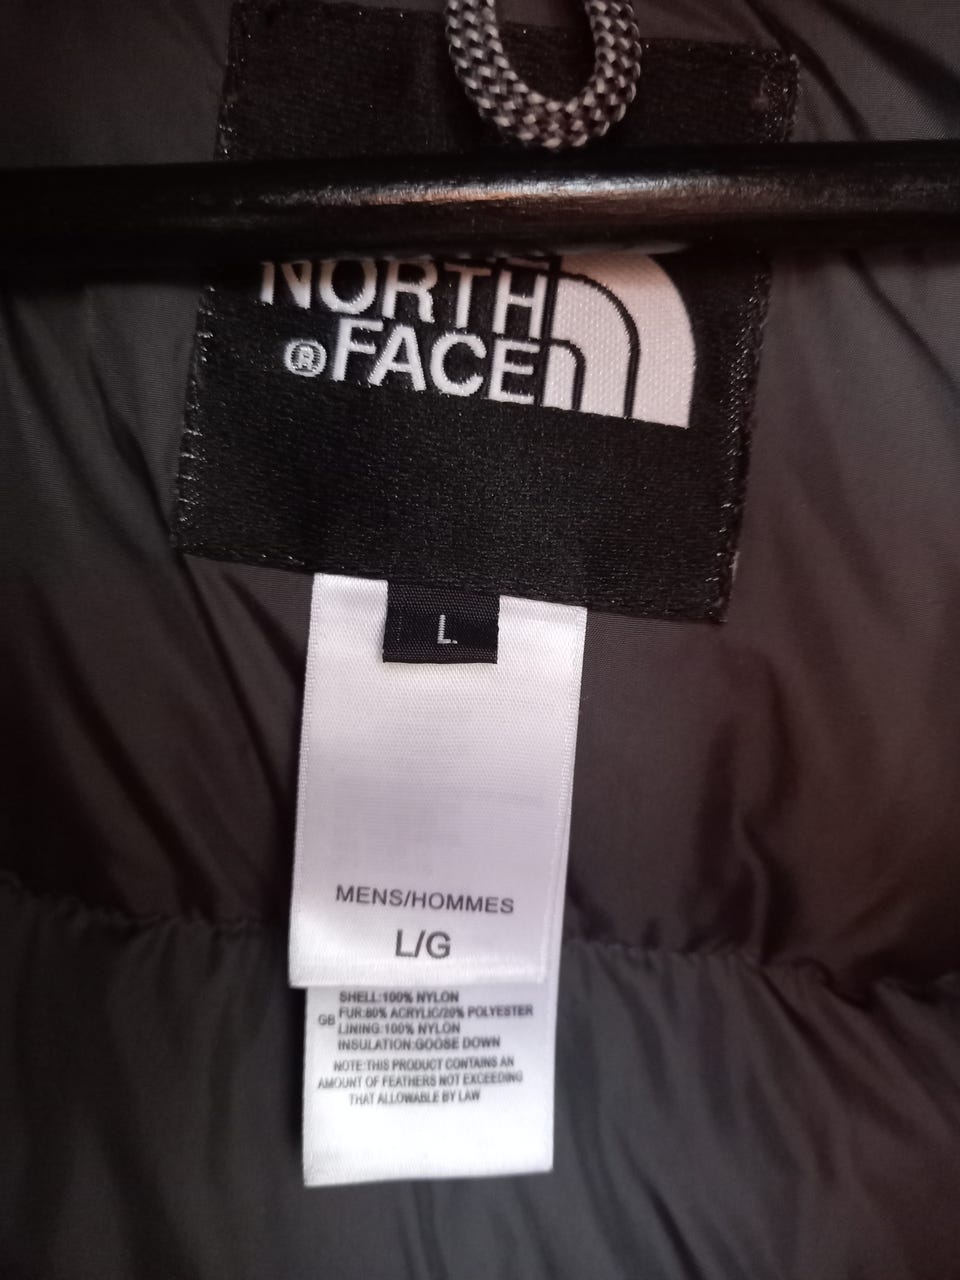 NORTH
® FACE
L.
MENS/HOMMES
L/G
SHELL:100% NYLON
GB FUR:80% ACRYLIC/20% POLYESTER
LINING:100% NYLON
INSULATION:GOOSE DOWN
NOTE:THIS PRODUCT CONTAINS AN
AMOUNT OF FEATHERS NOT EXCEEDING
THAT ALLOWABLE BY LAW